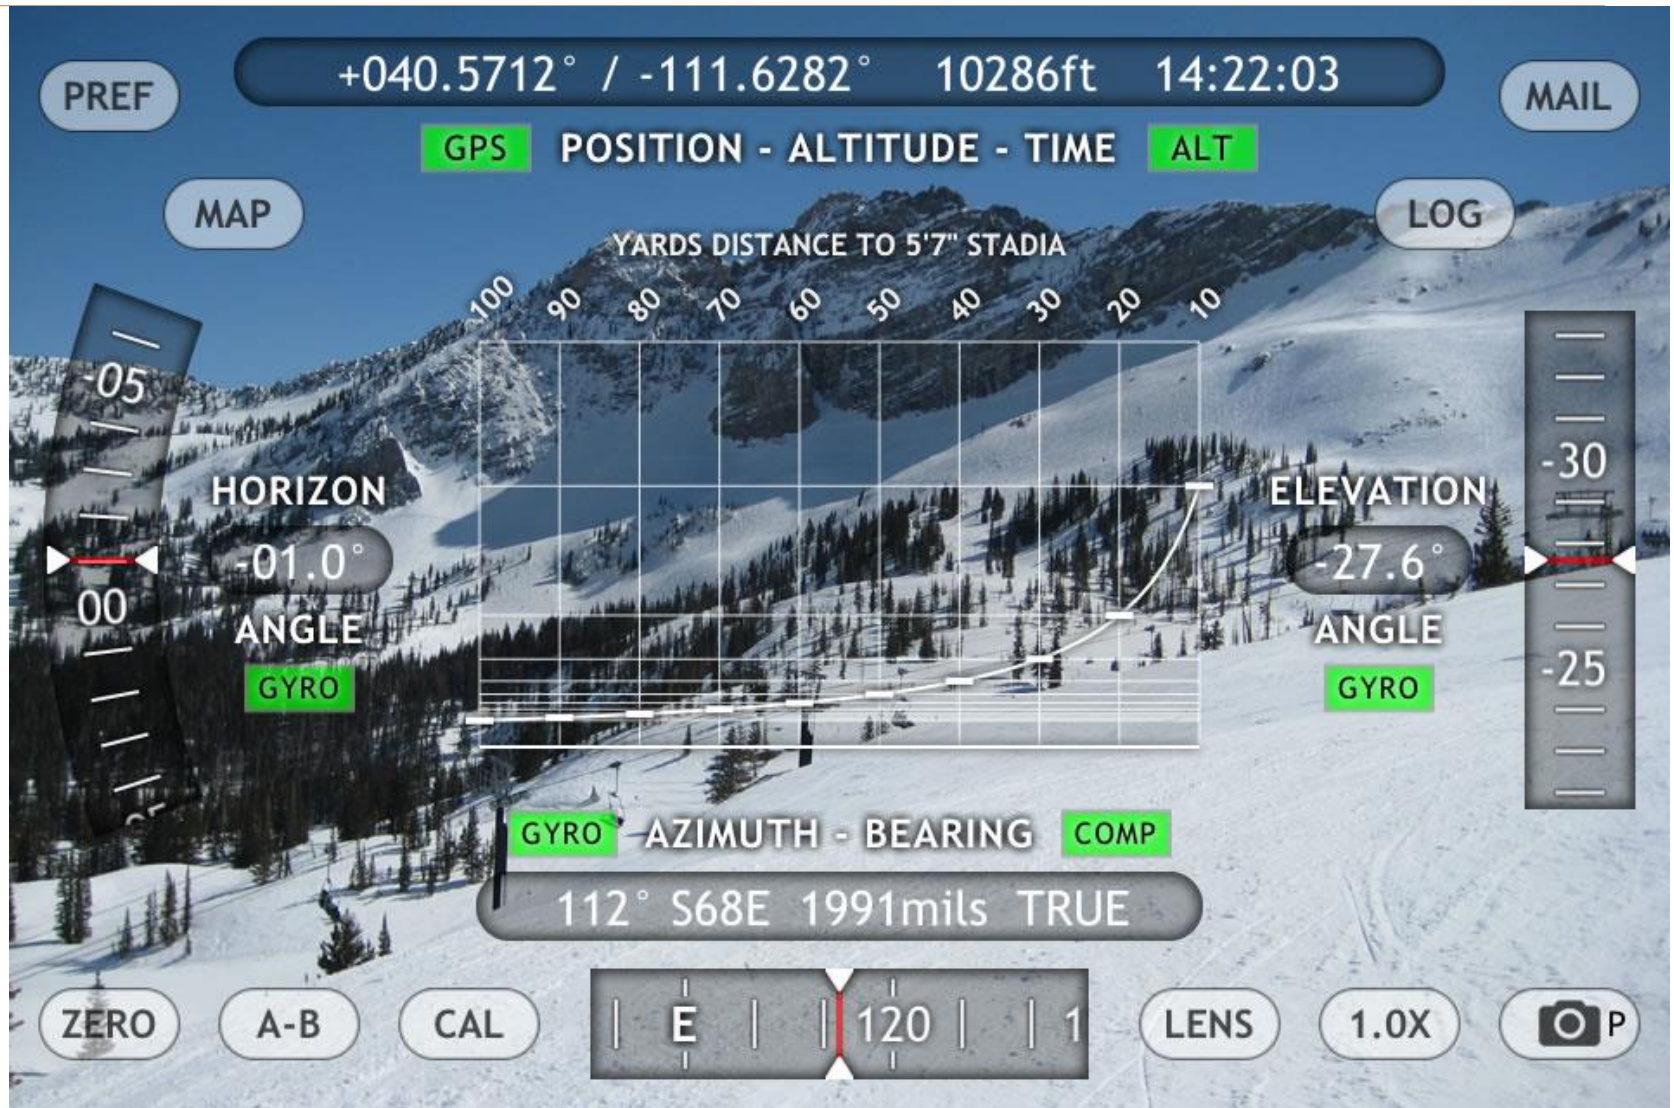 +040.5712° / -111.6282° 10286ft 14:22:03
PREF
MAIL
GPS POSITION - ALTITUDE - TIME ALT
MAP
LOG
YARDS DISTANCE TO 5'7" STADIA
100 90 80 70 60 50 40 30 20 10
-05
00
HORIZON
-01.0°
ANGLE
GYRO
ELEVATION
-27.6°
ANGLE
GYRO
-30
-25
GYRO AZIMUTH - BEARING COMP
112° S68E 1991mils TRUE
E 120 1
ZERO A-B CAL LENS 1.0X P